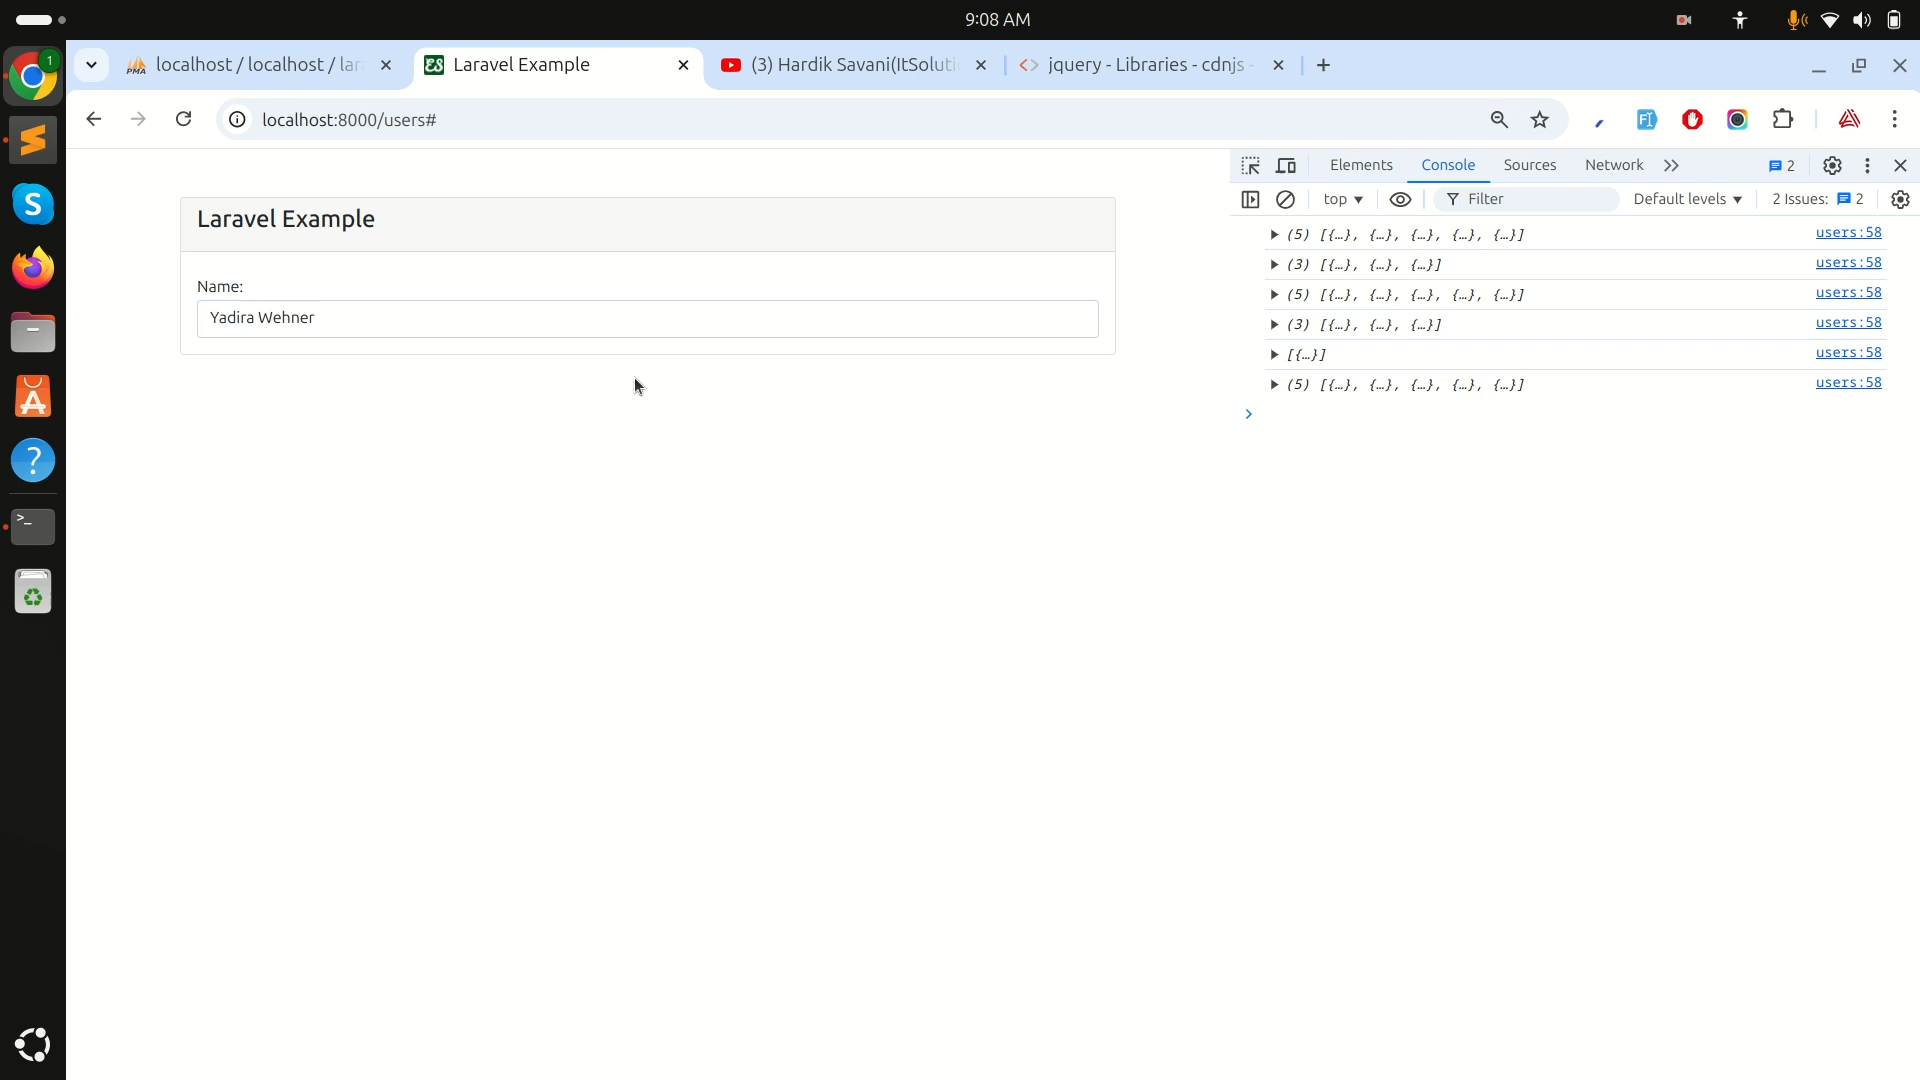 9:08 AM
1
PMA localhost / localhost / lar
Laravel Example
(3) Hardik Savani(ItSoluti
jquery - Libraries - cdnjs -
localhost:8000/users#
Elements Console Sources Network 2
top Filter Default levels 2 Issues: 2
Laravel Example
Name:
Yadira Wehner
(5) [{…}, {…}, {…}, {…}, {…}] users:58
(3) [{…}, {…}, {…}] users:58
(5) [{…}, {…}, {…}, {…}, {…}] users:58
(3) [{…}, {…}, {…}] users:58
[{…}] users:58
(5) [{…}, {…}, {…}, {…}, {…}] users:58